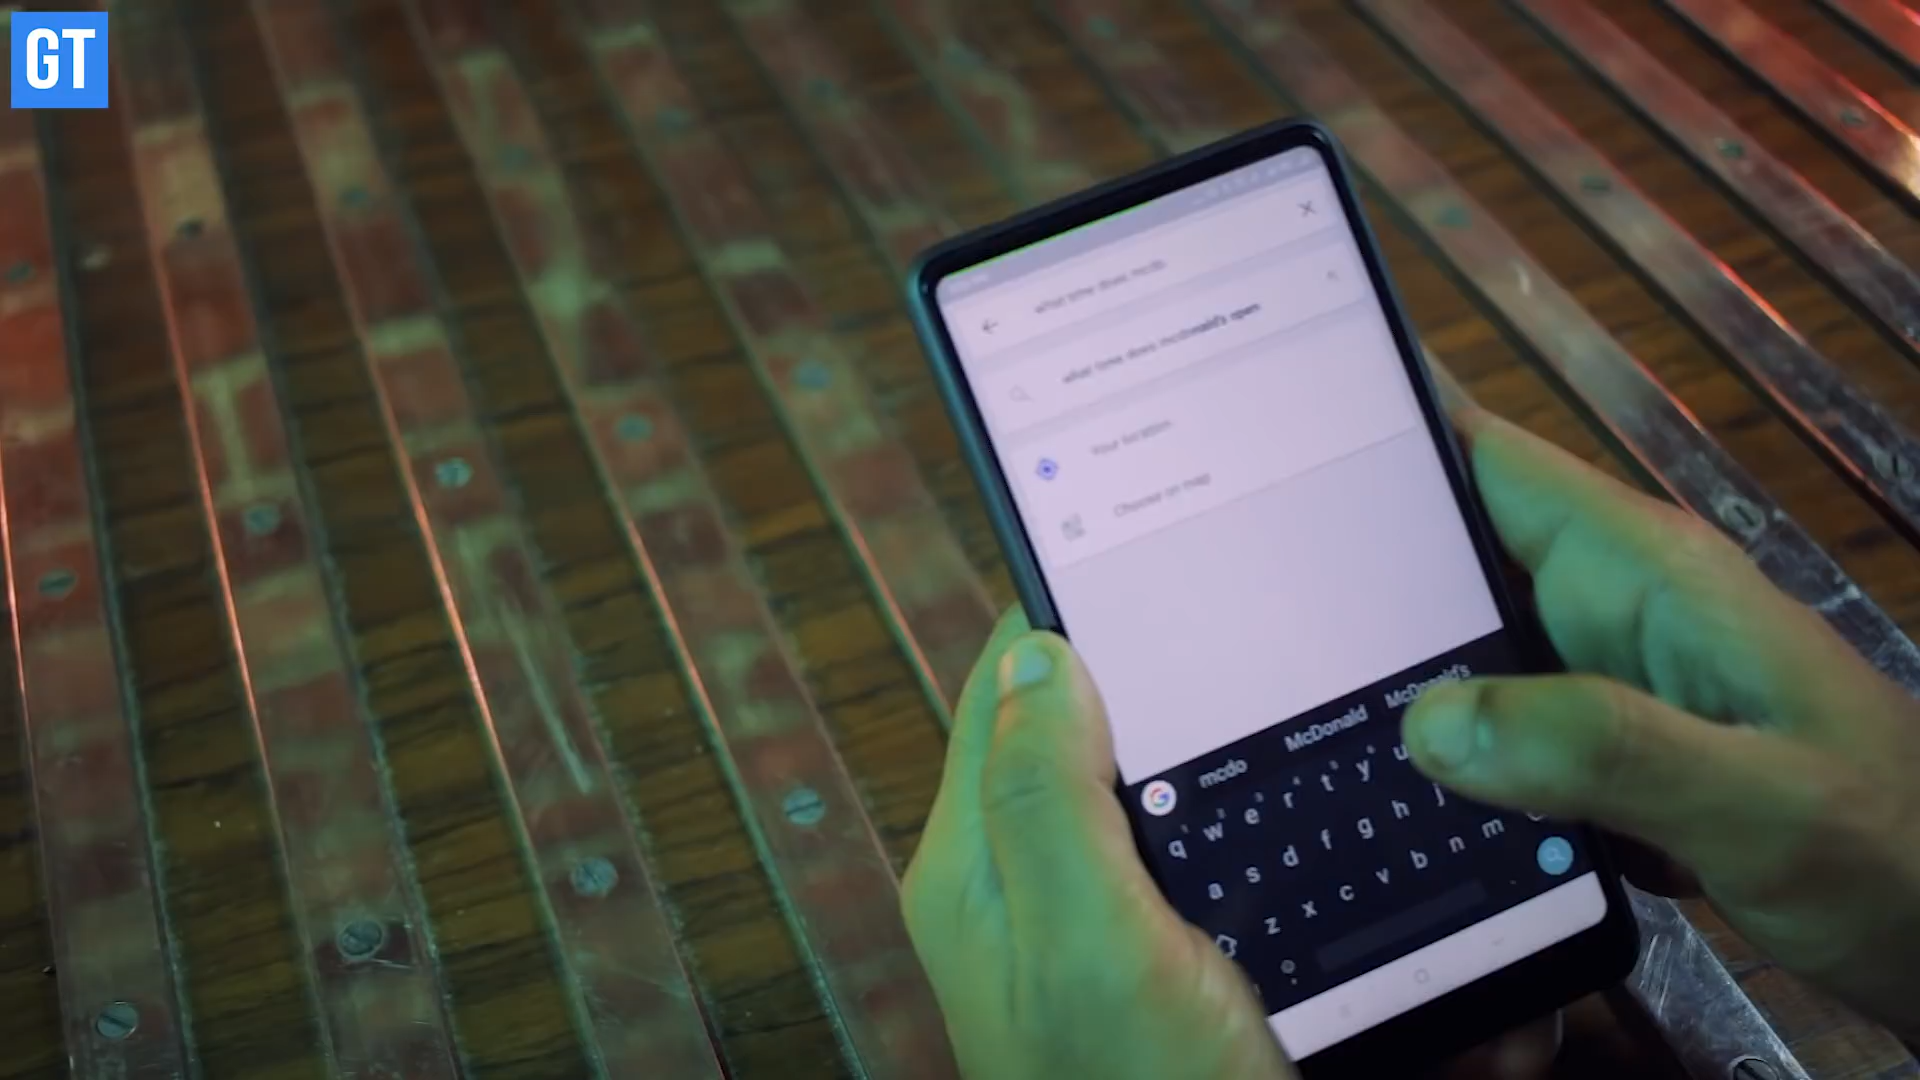 GT
what time does mcdo
what time does mcdonald's open
Your location
Choose on map
mcdo McDonald McDonald's
q w e r t y u
a s d f g h j
z x c v b n m